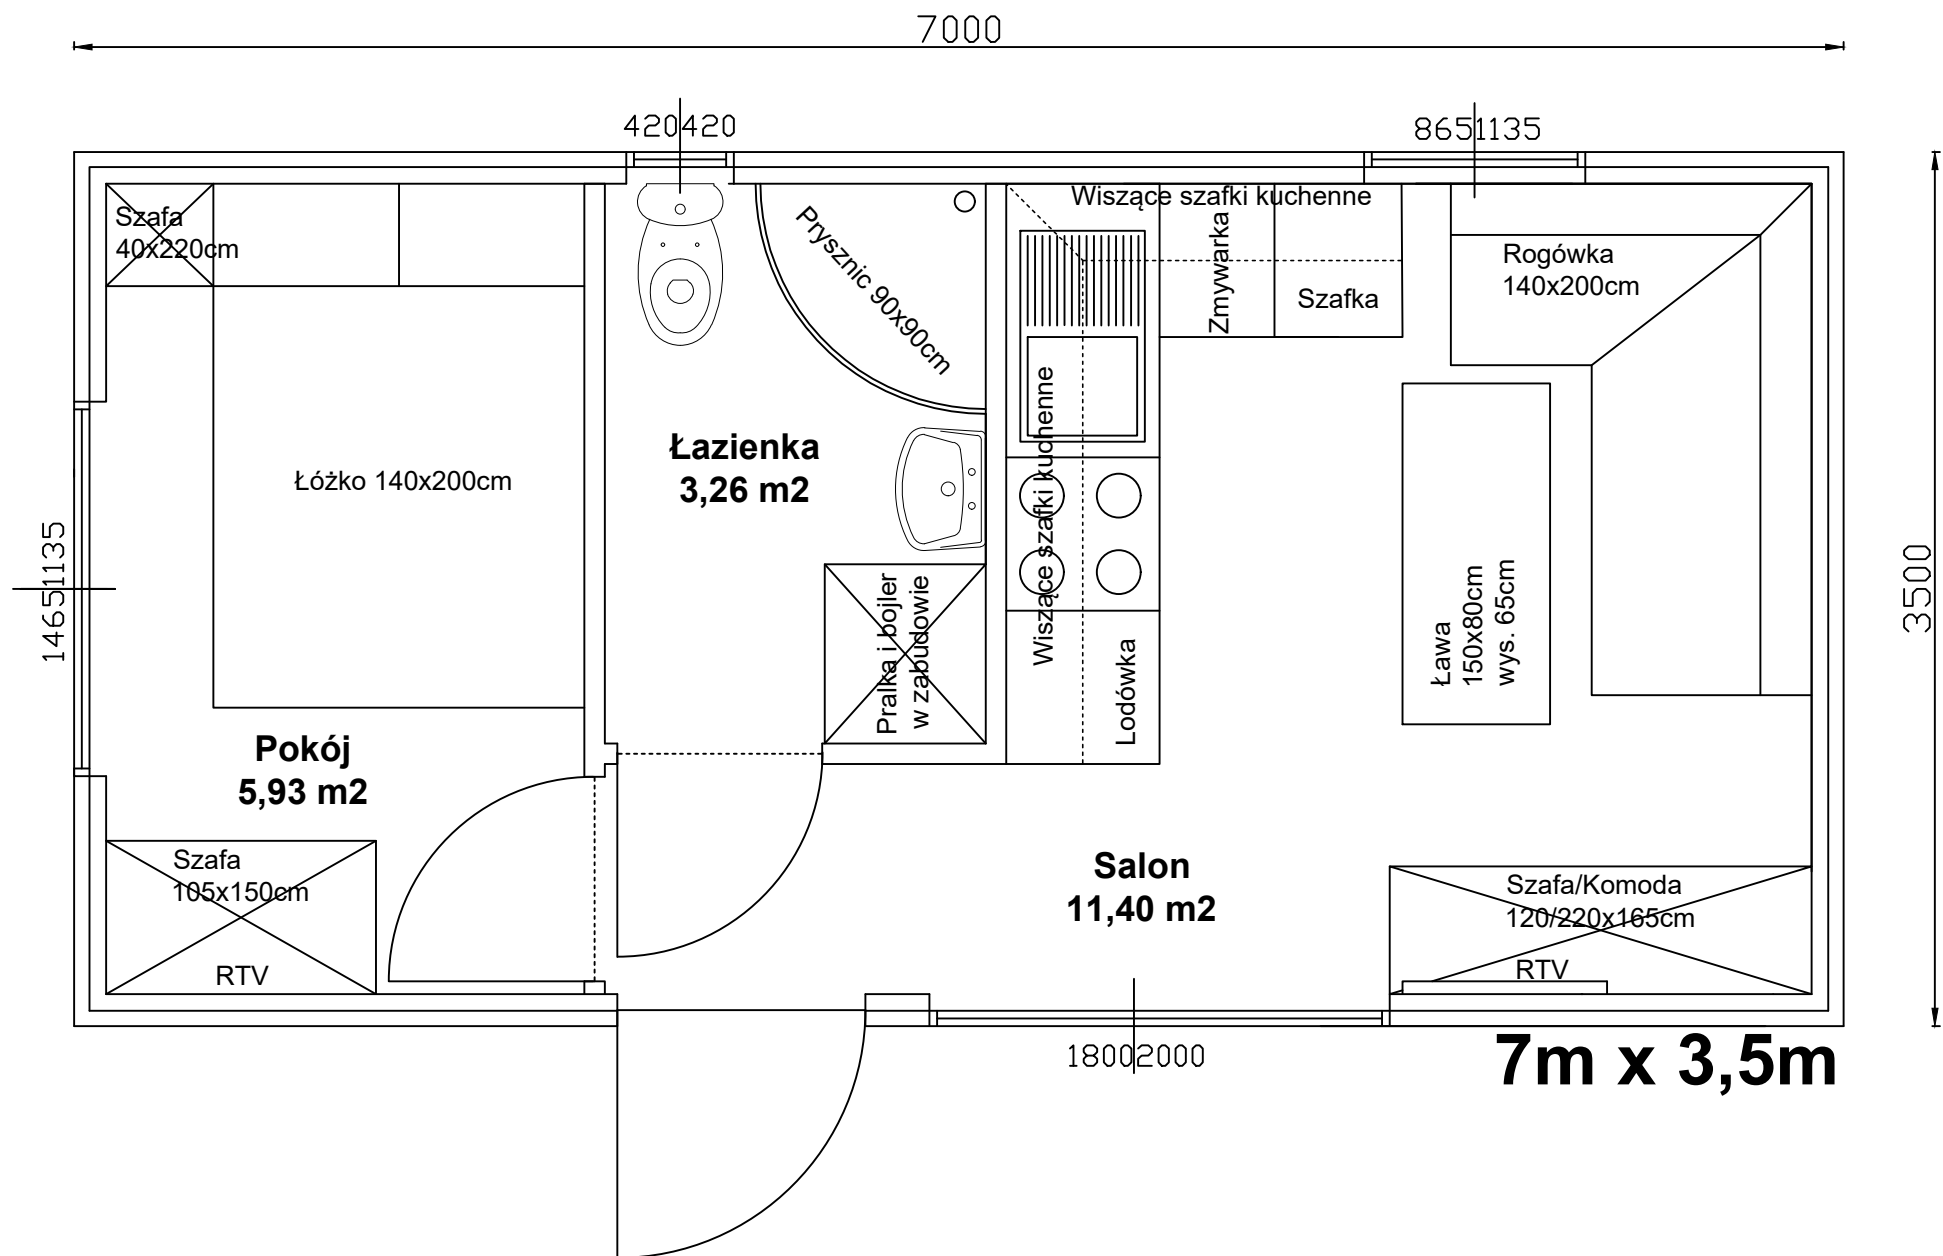 7000
420420
8651135
Szafa
40x220cm
Prysznic 90x90cm
Wiszące szafki kuchenne
Zmywarka
Szafka
Rogówka
140x200cm
Łóżko 140x200cm
Łazienka
3,26 m2
Wiszące szafki kuchenne
14651135
3500
Pralka i bojler
w zabudowie
Lodówka
Ława
150x80cm
wys. 65cm
Pokój
5,93 m2
Szafa
105x150cm
RTV
Salon
11,40 m2
Szafa/Komoda
120/220x165cm
RTV
18002000
7m x 3,5m